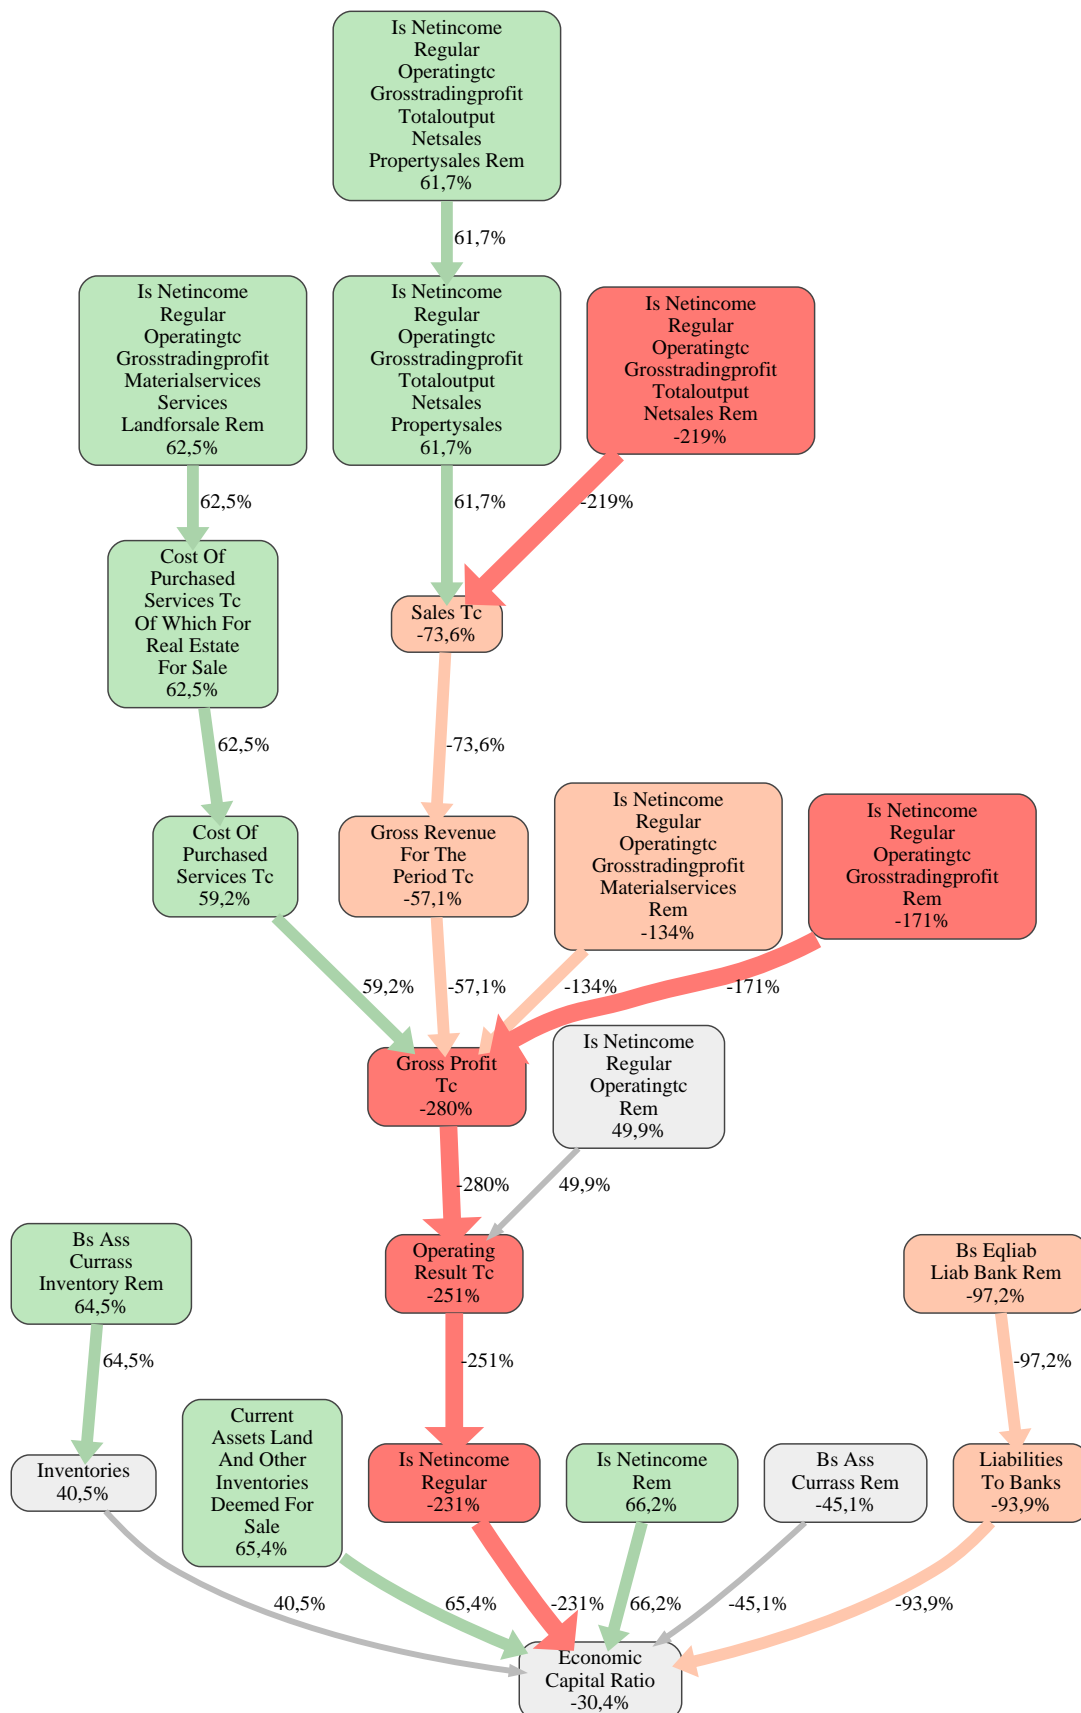 Is Netincome
Regular
Operatingtc
Grosstradingprofit
Totaloutput
Netsales
Propertysales Rem
61,7%
61,7%
Is Netincome
Regular
Operatingtc
Grosstradingprofit
Materialservices
Services
Landforsale Rem
62,5%
Is Netincome
Regular
Operatingtc
Grosstradingprofit
Totaloutput
Netsales
Propertysales
61,7%
Is Netincome
Regular
Operatingtc
Grosstradingprofit
Totaloutput
Netsales Rem
-219%
62,5%
61,7%
-219%
Cost Of
Purchased
Services Tc
Of Which For
Real Estate
For Sale
62,5%
Sales Tc
-73,6%
62,5%
-73,6%
Cost Of
Purchased
Services Tc
59,2%
Gross Revenue
For The
Period Tc
-57,1%
Is Netincome
Regular
Operatingtc
Grosstradingprofit
Materialservices
Rem
-134%
Is Netincome
Regular
Operatingtc
Grosstradingprofit
Rem
-171%
59,2%
-57,1%
-134%
-171%
Gross Profit
Tc
-280%
Is Netincome
Regular
Operatingtc
Rem
49,9%
-280%
49,9%
Bs Ass
Currass
Inventory Rem
64,5%
Operating
Result Tc
-251%
Bs Eqliab
Liab Bank Rem
-97,2%
64,5%
-251%
-97,2%
Inventories
40,5%
Current
Assets Land
And Other
Inventories
Deemed For
Sale
65,4%
Is Netincome
Regular
-231%
Is Netincome
Rem
66,2%
Bs Ass
Currass Rem
-45,1%
Liabilities
To Banks
-93,9%
40,5%
65,4%
-231%
66,2%
-45,1%
-93,9%
Economic
Capital Ratio
-30,4%